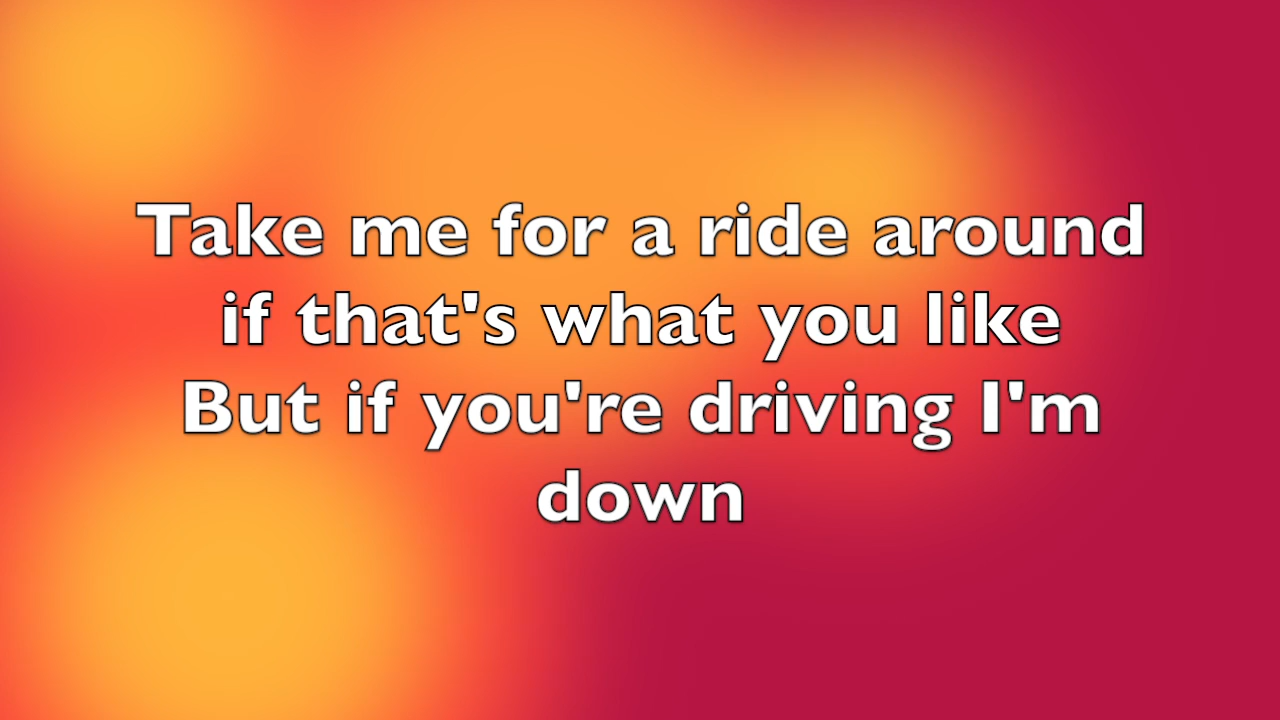 Take me for a ride around
if that's what you like
But if you're driving I'm
down